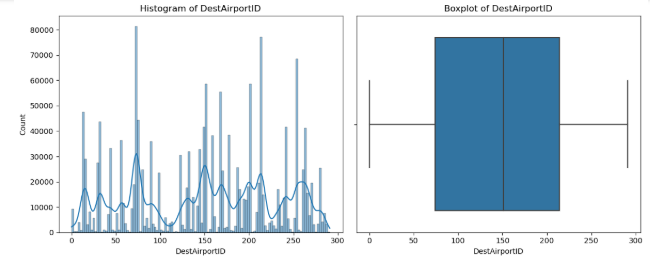 Histogram of DestAirportID
Count
80000
70000
60000
50000
40000
30000
20000
10000
0
0 50 100 150 200 250 300
DestAirportID
Boxplot of DestAirportID
0 50 100 150 200 250 300
DestAirportID